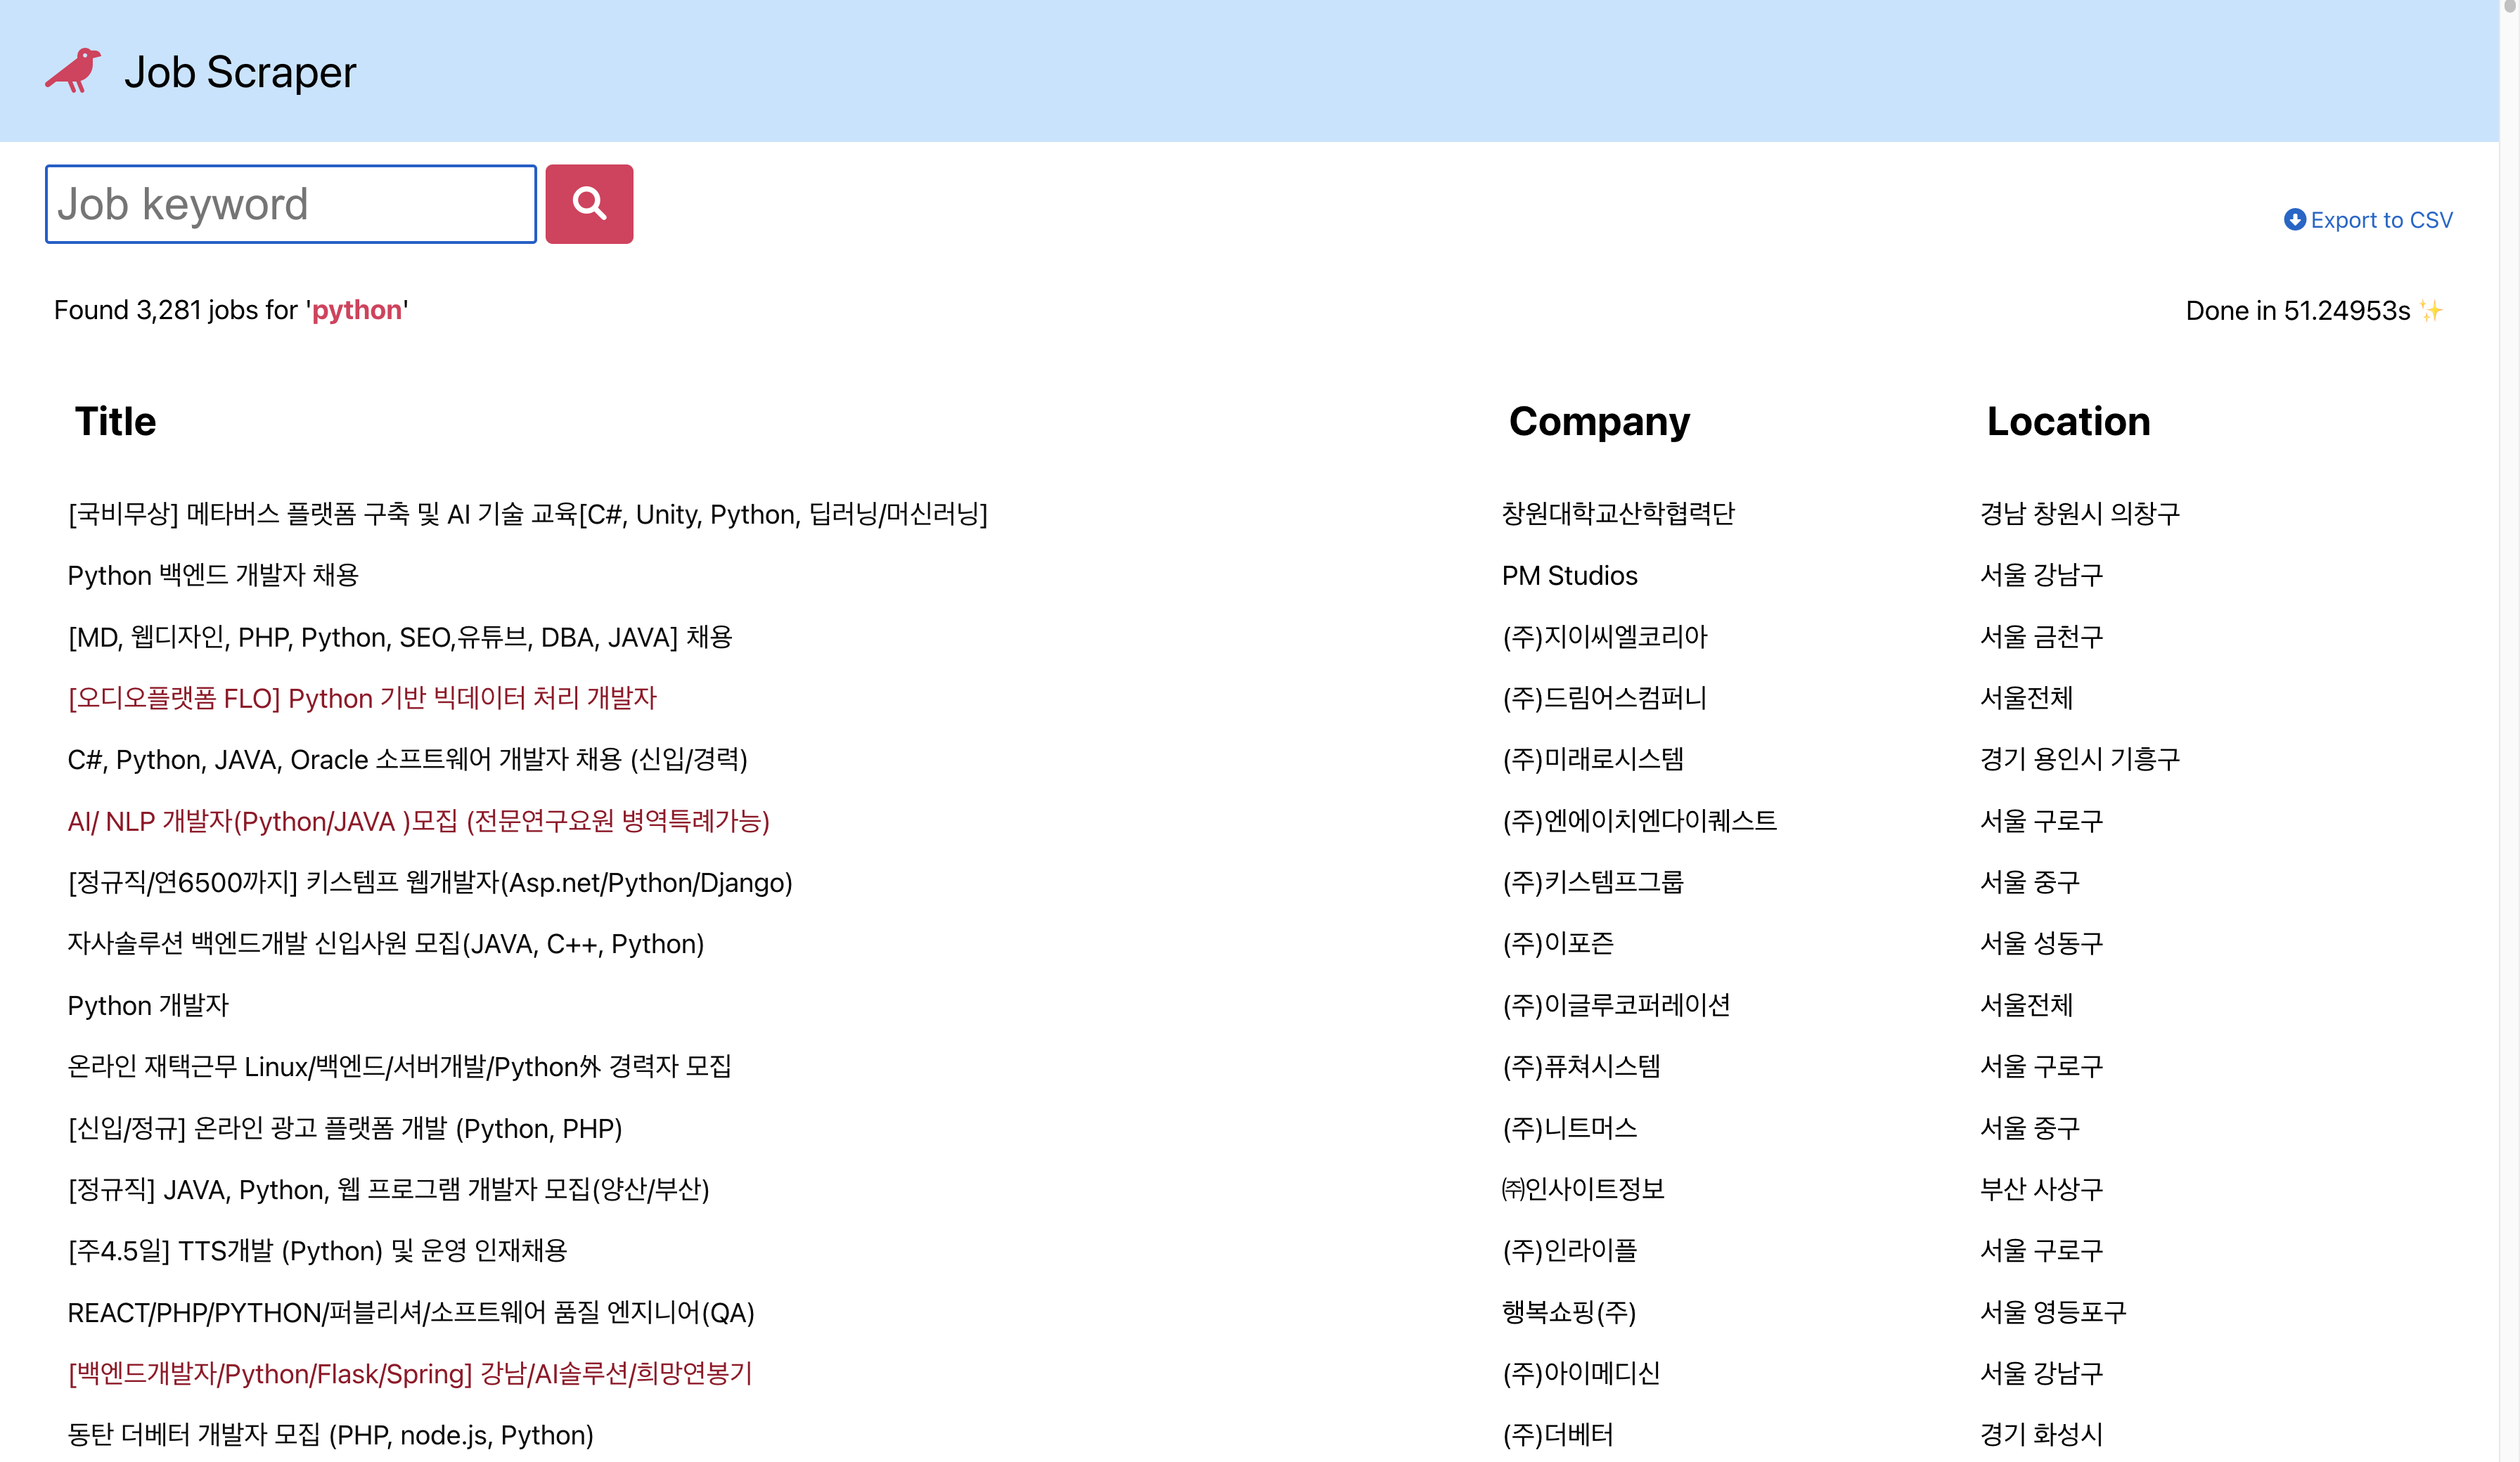 Job Scraper
Job keyword
Export to CSV
Found 3,281 jobs for 'python'
Done in 51.24953s ✨
Title Company Location
[국비무상] 메타버스 플랫폼 구축 및 AI 기술 교육[C#, Unity, Python, 딥러닝/머신러닝] 창원대학교산학협력단 경남 창원시 의창구
Python 백엔드 개발자 채용 PM Studios 서울 강남구
[MD, 웹디자인, PHP, Python, SEO,유튜브, DBA, JAVA] 채용 (주)지이씨엘코리아 서울 금천구
[오디오플랫폼 FLO] Python 기반 빅데이터 처리 개발자 (주)드림어스컴퍼니 서울전체
C#, Python, JAVA, Oracle 소프트웨어 개발자 채용 (신입/경력) (주)미래로시스템 경기 용인시 기흥구
AI/ NLP 개발자(Python/JAVA )모집 (전문연구요원 병역특례가능) (주)엔에이치엔다이퀘스트 서울 구로구
[정규직/연6500까지] 키스템프 웹개발자(Asp.net/Python/Django) (주)키스템프그룹 서울 중구
자사솔루션 백엔드개발 신입사원 모집(JAVA, C++, Python) (주)이포즌 서울 성동구
Python 개발자 (주)이글루코퍼레이션 서울전체
온라인 재택근무 Linux/백엔드/서버개발/Python外 경력자 모집 (주)퓨쳐시스템 서울 구로구
[신입/정규] 온라인 광고 플랫폼 개발 (Python, PHP) (주)니트머스 서울 중구
[정규직] JAVA, Python, 웹 프로그램 개발자 모집(양산/부산) ㈜인사이트정보 부산 사상구
[주4.5일] TTS개발 (Python) 및 운영 인재채용 (주)인라이플 서울 구로구
REACT/PHP/PYTHON/퍼블리셔/소프트웨어 품질 엔지니어(QA) 행복쇼핑(주) 서울 영등포구
[백엔드개발자/Python/Flask/Spring] 강남/AI솔루션/희망연봉기 (주)아이메디신 서울 강남구
동탄 더베터 개발자 모집 (PHP, node.js, Python) (주)더베터 경기 화성시